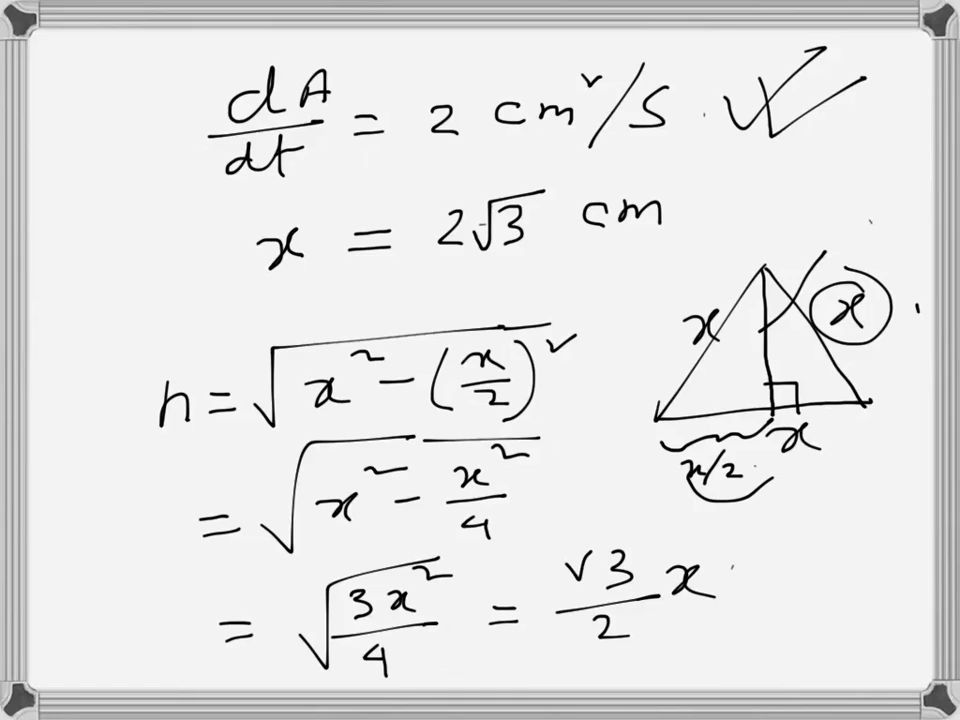 dA/dt = 2 cm²/s
x = 2√3 cm
x
x
h = √(x² − (x/2)²)
x
x/2
= √(x² − x²/4)
= √(3x²/4) = √3/2 x